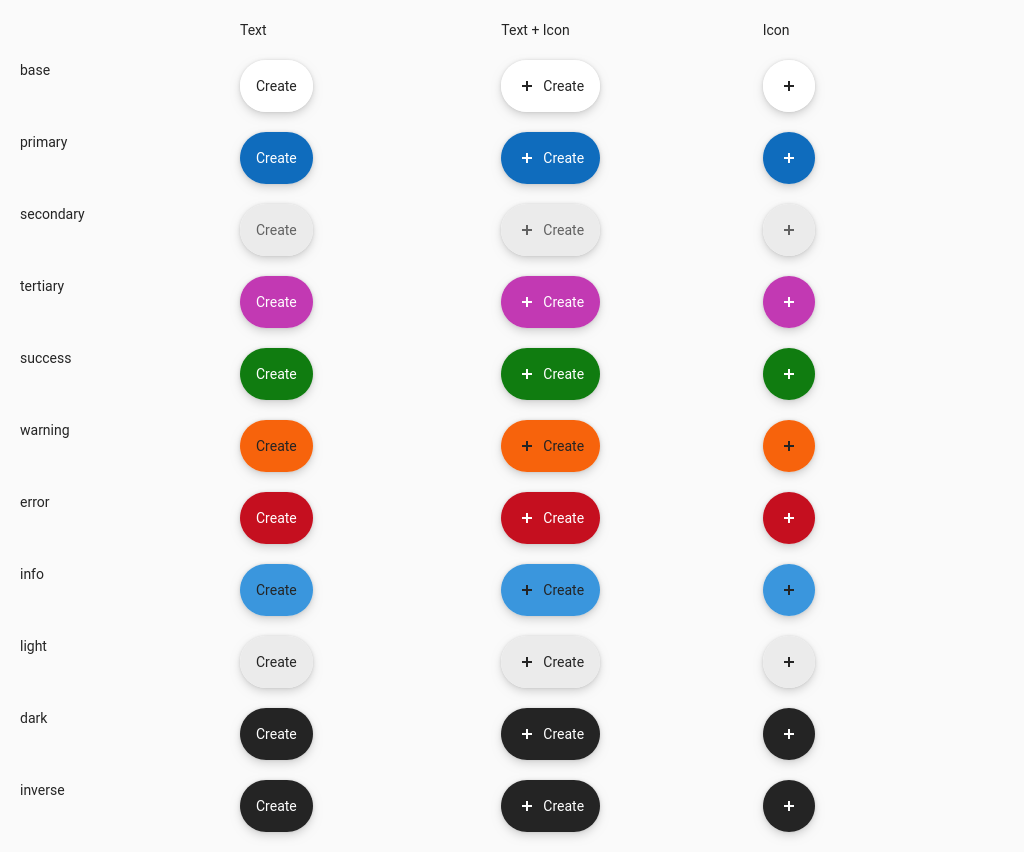 Text Text + Icon Icon
base Create + Create +
primary Create + Create +
secondary Create + Create +
tertiary Create + Create +
success Create + Create +
warning Create + Create +
error Create + Create +
info Create + Create +
light Create + Create +
dark Create + Create +
inverse Create + Create +